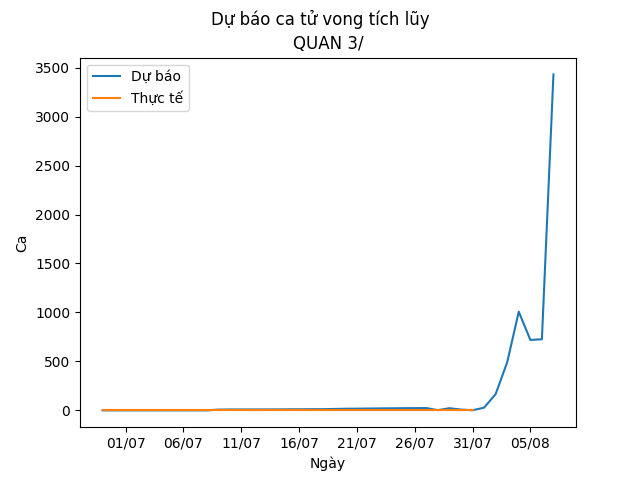 Dự báo ca tử vong tích lũy
QUAN 3/
Dự báo
Thực tế
Ca
3500
3000
2500
2000
1500
1000
500
0
01/07 06/07 11/07 16/07 21/07 26/07 31/07 05/08
Ngày